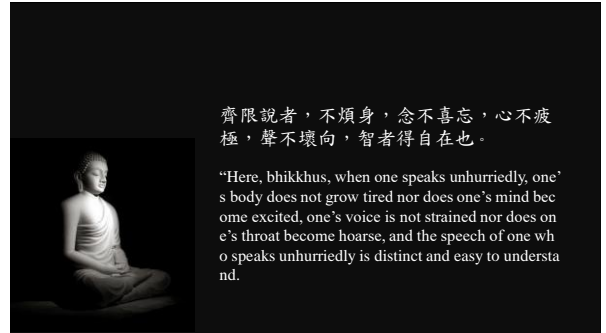 齊限說者，不煩身，念不喜忘，心不疲
極，聲不壞向，智者得自在也。
“Here, bhikkhus, when one speaks unhurriedly, one’
s body does not grow tired nor does one’s mind bec
ome excited, one’s voice is not strained nor does on
e’s throat become hoarse, and the speech of one wh
o speaks unhurriedly is distinct and easy to understa
nd.